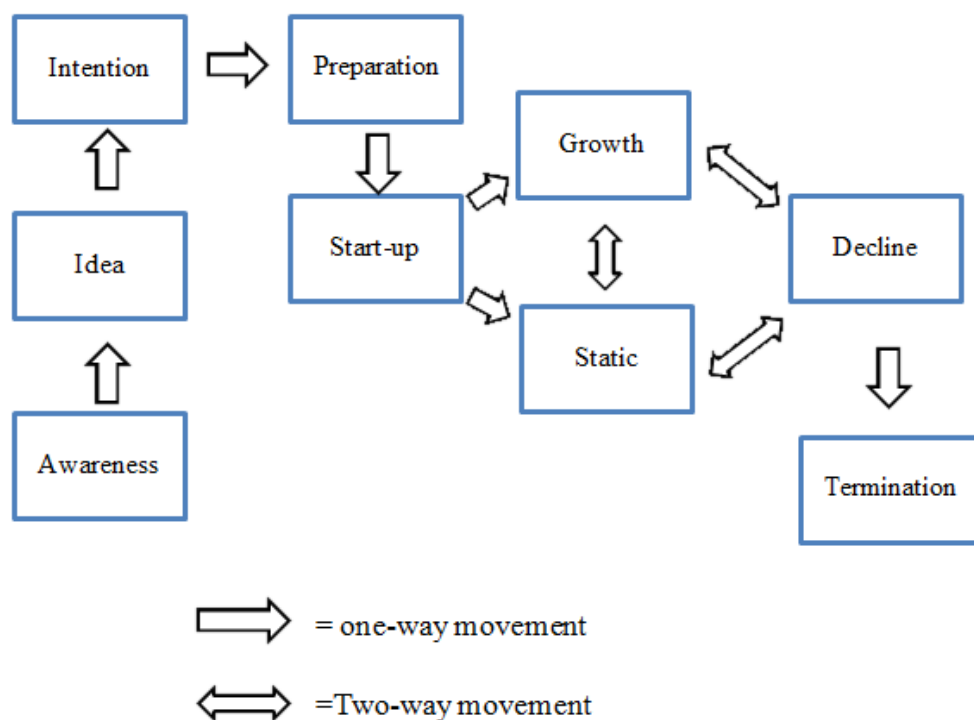 Intention
Preparation
Growth
Idea
Start-up
Decline
Static
Awareness
Termination
= one-way movement
=Two-way movement